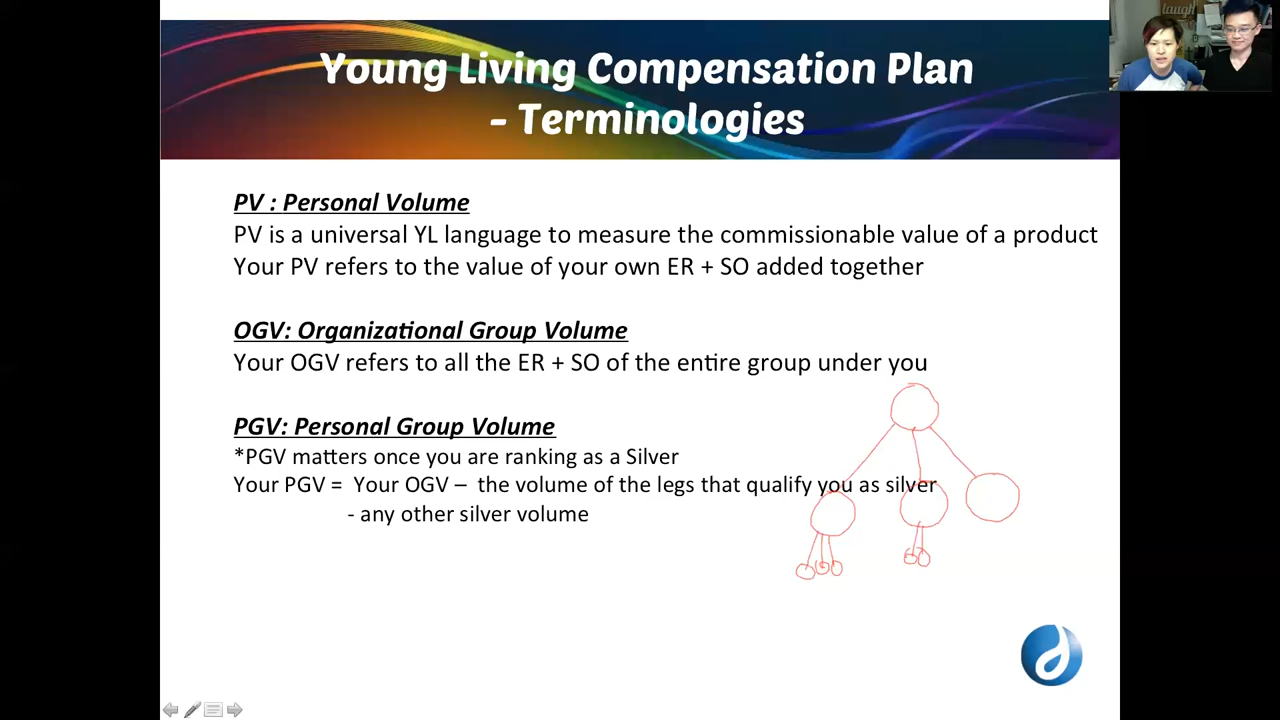 laugh
Young Living Compensation Plan
- Terminologies
PV : Personal Volume
PV is a universal YL language to measure the commissionable value of a product
Your PV refers to the value of your own ER + SO added together
OGV: Organizational Group Volume
Your OGV refers to all the ER + SO of the entire group under you
PGV: Personal Group Volume
*PGV matters once you are ranking as a Silver
Your PGV = Your OGV – the volume of the legs that qualify you as silver
- any other silver volume